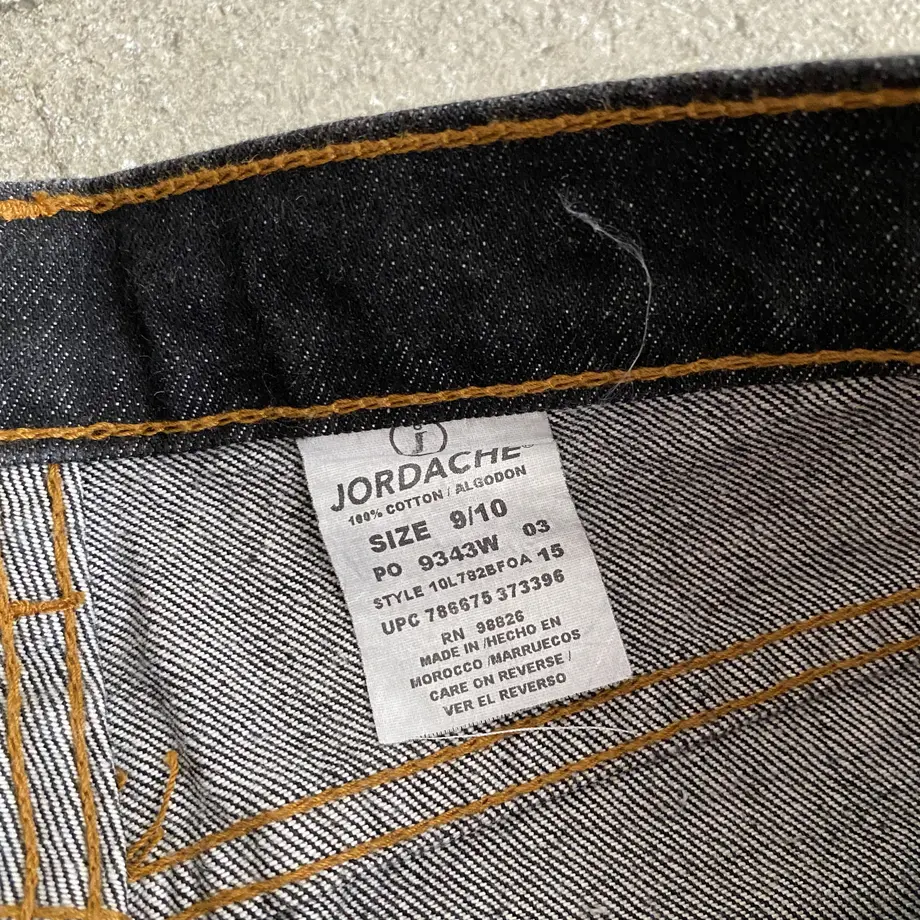 j
JORDACHE
100% COTTON / ALGODON
SIZE 9/10
PO 9343W 03
STYLE 10L782BFOA 15
UPC 786675 373396
RN 98826
MADE IN /HECHO EN
MOROCCO /MARRUECOS
CARE ON REVERSE /
VER EL REVERSO